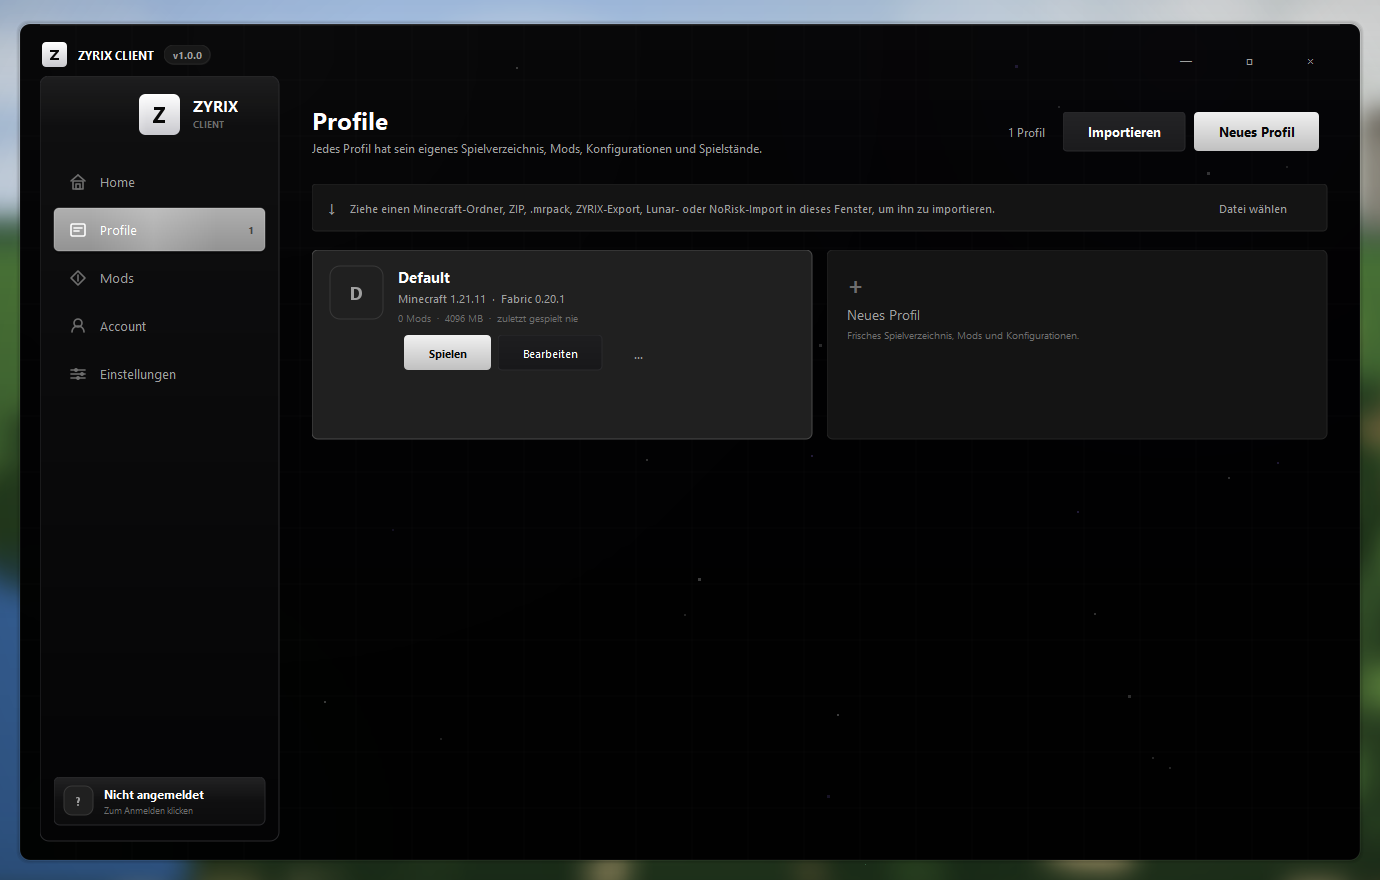 Z ZYRIX CLIENT v1.0.0
Z ZYRIX
CLIENT
Home
Profile 1
Mods
Account
Einstellungen
? Nicht angemeldet
Zum Anmelden klicken
Profile
Jedes Profil hat sein eigenes Spielverzeichnis, Mods, Konfigurationen und Spielstände.
1 Profil Importieren Neues Profil
Ziehe einen Minecraft-Ordner, ZIP, .mrpack, ZYRIX-Export, Lunar- oder NoRisk-Import in dieses Fenster, um ihn zu importieren. Datei wählen
D
Default
Minecraft 1.21.11 · Fabric 0.20.1
0 Mods · 4096 MB · zuletzt gespielt nie
Spielen Bearbeiten ...
+
Neues Profil
Frisches Spielverzeichnis, Mods und Konfigurationen.